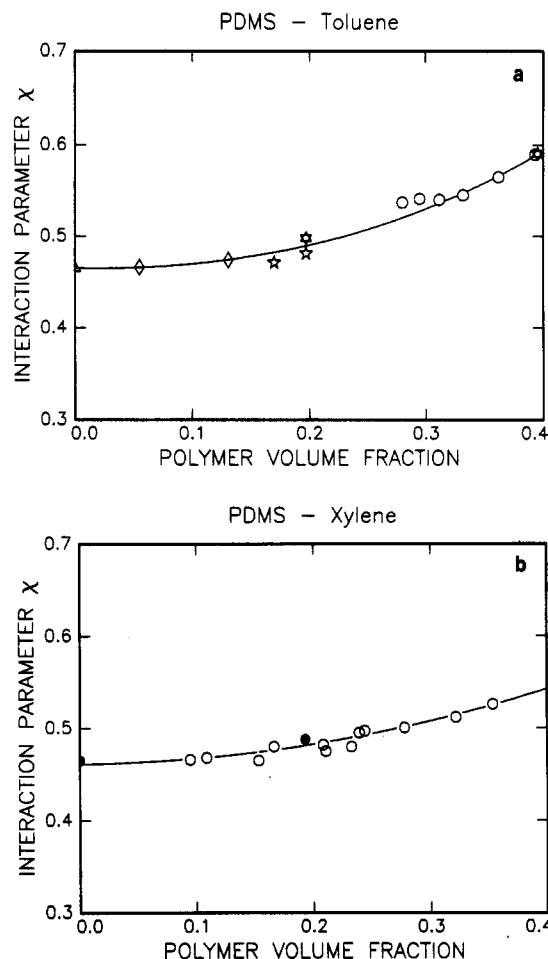 PDMS – Toluene
a
0.7
0.6
0.5
0.4
0.3
INTERACTION PARAMETER χ
0.0 0.1 0.2 0.3 0.4
POLYMER VOLUME FRACTION
PDMS – Xylene
b
0.7
0.6
0.5
0.4
0.3
INTERACTION PARAMETER χ
0.0 0.1 0.2 0.3 0.4
POLYMER VOLUME FRACTION